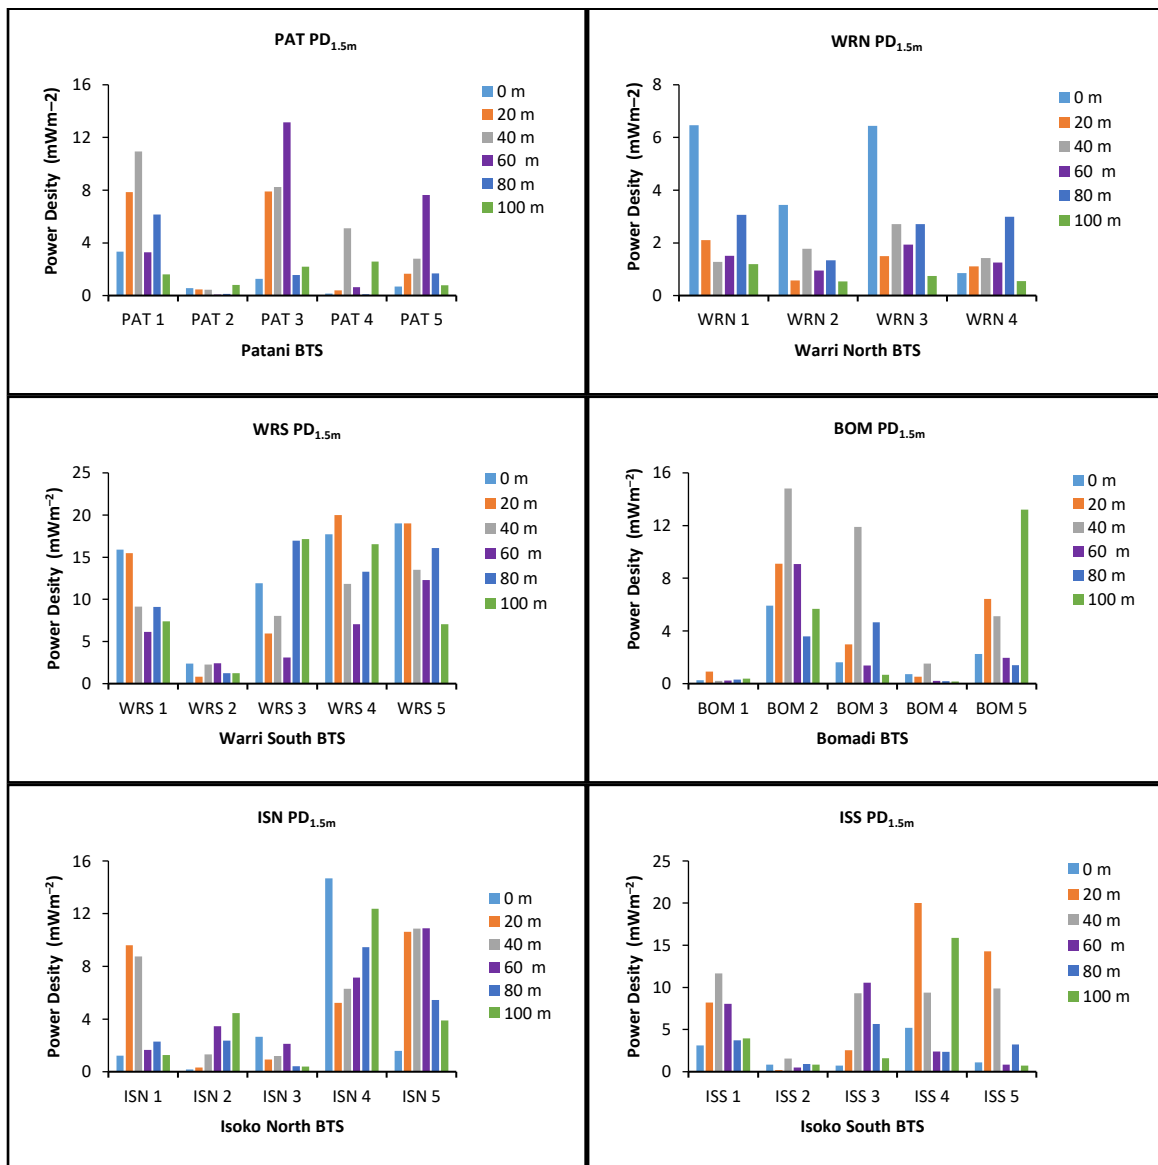 PAT PD1.5m
Power Desity (mWm−2)
16
12
8
4
0
PAT 1 PAT 2 PAT 3 PAT 4 PAT 5
Patani BTS
0 m
20 m
40 m
60 m
80 m
100 m
WRN PD1.5m
Power Desity (mWm−2)
8
6
4
2
0
WRN 1 WRN 2 WRN 3 WRN 4
Warri North BTS
0 m
20 m
40 m
60 m
80 m
100 m
WRS PD1.5m
Power Desity (mWm−2)
25
20
15
10
5
0
WRS 1 WRS 2 WRS 3 WRS 4 WRS 5
Warri South BTS
0 m
20 m
40 m
60 m
80 m
100 m
BOM PD1.5m
Power Desity (mWm−2)
16
12
8
4
0
BOM 1 BOM 2 BOM 3 BOM 4 BOM 5
Bomadi BTS
0 m
20 m
40 m
60 m
80 m
100 m
ISN PD1.5m
Power Desity (mWm−2)
16
12
8
4
0
ISN 1 ISN 2 ISN 3 ISN 4 ISN 5
Isoko North BTS
0 m
20 m
40 m
60 m
80 m
100 m
ISS PD1.5m
Power Desity (mWm−2)
25
20
15
10
5
0
ISS 1 ISS 2 ISS 3 ISS 4 ISS 5
Isoko South BTS
0 m
20 m
40 m
60 m
80 m
100 m